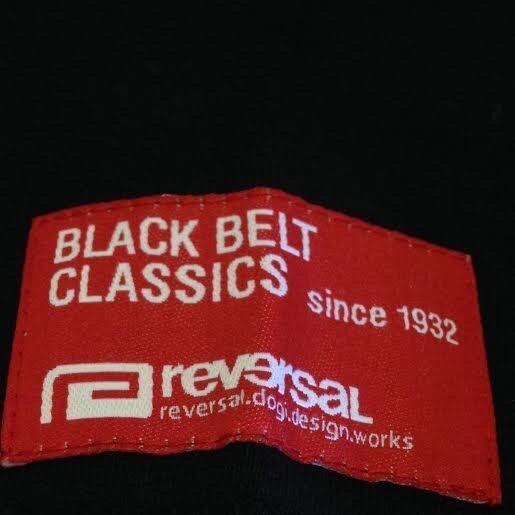 BLACK BELT
CLASSICS
since 1932
reversal
reversal.dogi.design.works